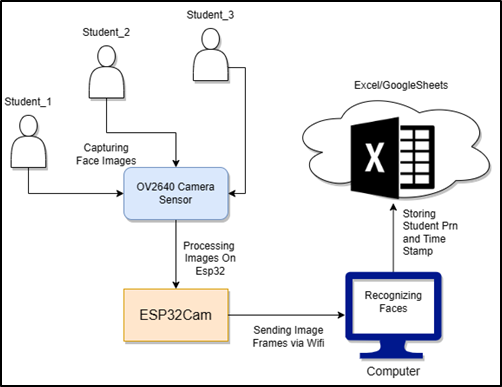 Student_3
Student_2
Student_1
Capturing
Face Images
OV2640 Camera
Sensor
Processing
Images On
Esp32
ESP32Cam
Sending Image
Frames via Wifi
Recognizing
Faces
Computer
Storing
Student Prn
and Time
Stamp
Excel/GoogleSheets
X